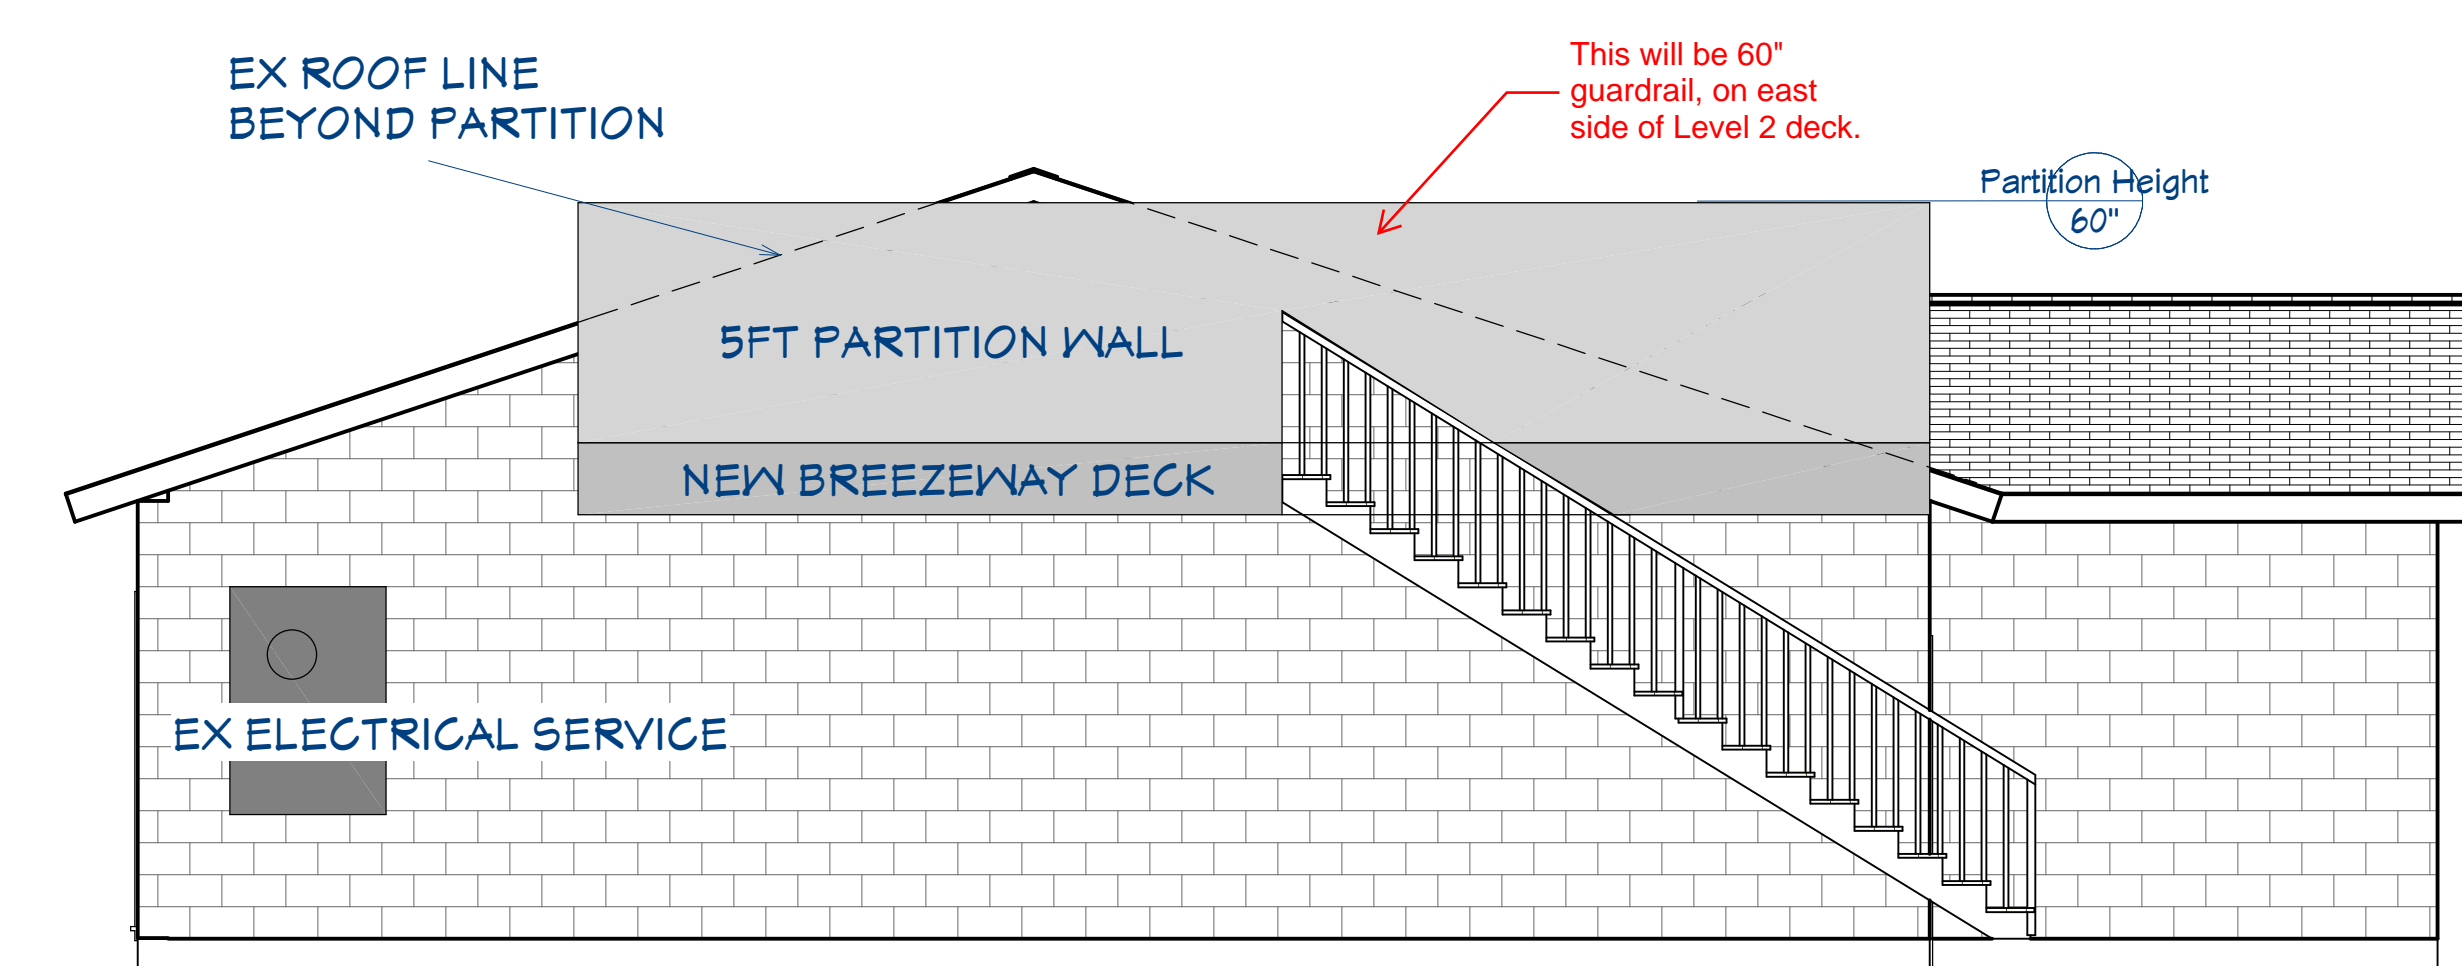 EX ROOF LINE
BEYOND PARTITION
This will be 60"
guardrail, on east
side of Level 2 deck.
Partition Height
60"
5FT PARTITION WALL
NEW BREEZEWAY DECK
EX ELECTRICAL SERVICE